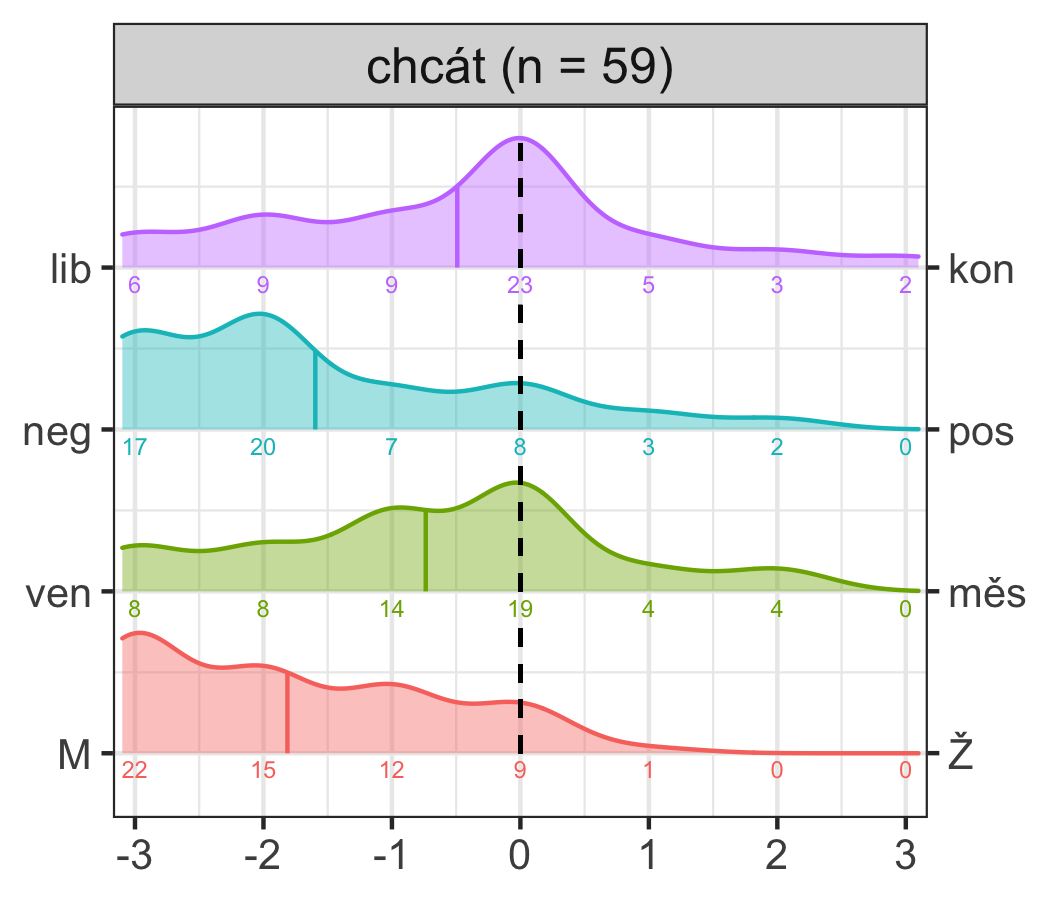 chcát (n = 59)
lib kon
6 9 9 23 5 3 2
neg pos
17 20 7 8 3 2 0
ven měs
8 8 14 19 4 4 0
M Ž
22 15 12 9 1 0 0
-3 -2 -1 0 1 2 3